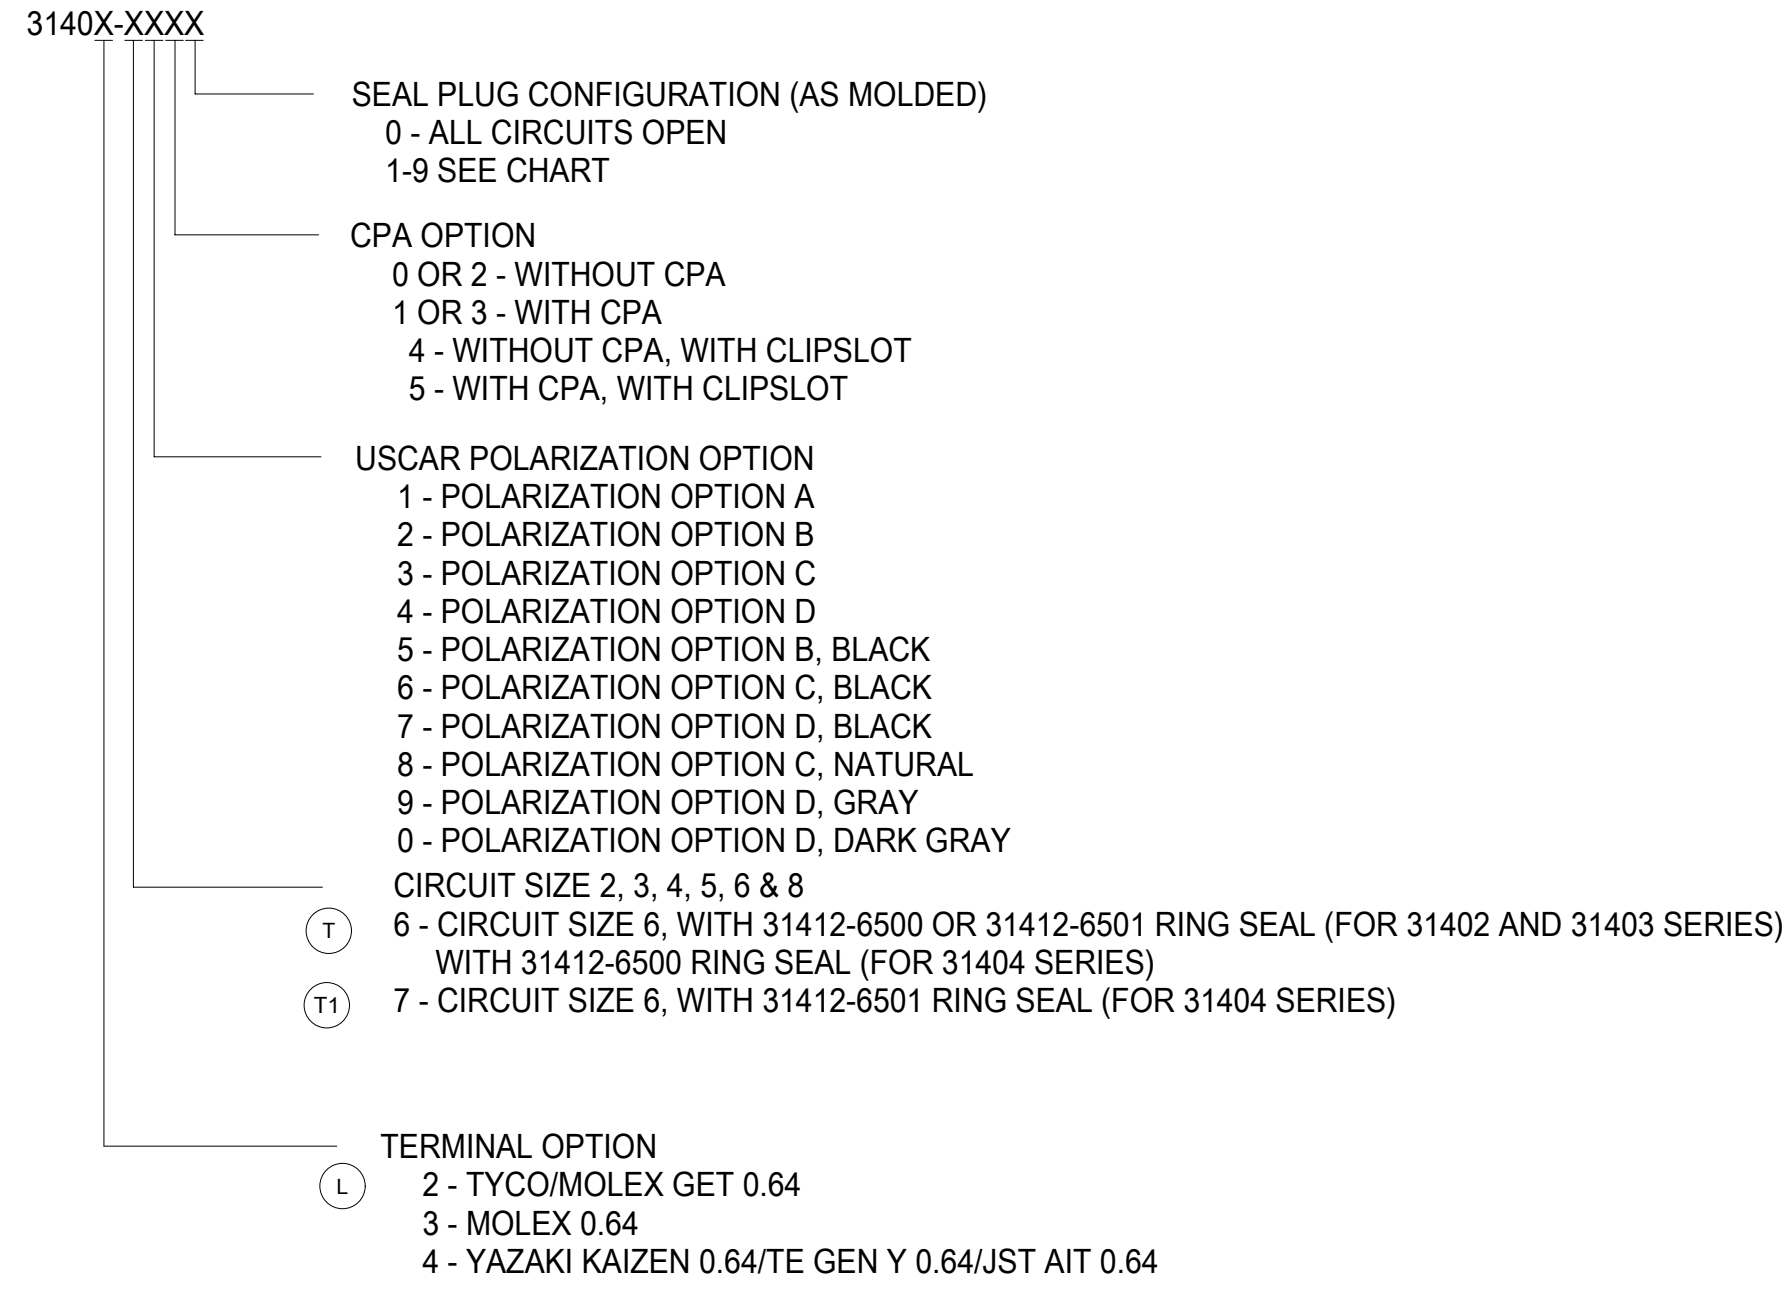 3140X-XXXX
SEAL PLUG CONFIGURATION (AS MOLDED)
0 - ALL CIRCUITS OPEN
1-9 SEE CHART
CPA OPTION
0 OR 2 - WITHOUT CPA
1 OR 3 - WITH CPA
4 - WITHOUT CPA, WITH CLIPSLOT
5 - WITH CPA, WITH CLIPSLOT
USCAR POLARIZATION OPTION
1 - POLARIZATION OPTION A
2 - POLARIZATION OPTION B
3 - POLARIZATION OPTION C
4 - POLARIZATION OPTION D
5 - POLARIZATION OPTION B, BLACK
6 - POLARIZATION OPTION C, BLACK
7 - POLARIZATION OPTION D, BLACK
8 - POLARIZATION OPTION C, NATURAL
9 - POLARIZATION OPTION D, GRAY
0 - POLARIZATION OPTION D, DARK GRAY
CIRCUIT SIZE 2, 3, 4, 5, 6 & 8
T 6 - CIRCUIT SIZE 6, WITH 31412-6500 OR 31412-6501 RING SEAL (FOR 31402 AND 31403 SERIES)
WITH 31412-6500 RING SEAL (FOR 31404 SERIES)
T1 7 - CIRCUIT SIZE 6, WITH 31412-6501 RING SEAL (FOR 31404 SERIES)
TERMINAL OPTION
L 2 - TYCO/MOLEX GET 0.64
3 - MOLEX 0.64
4 - YAZAKI KAIZEN 0.64/TE GEN Y 0.64/JST AIT 0.64